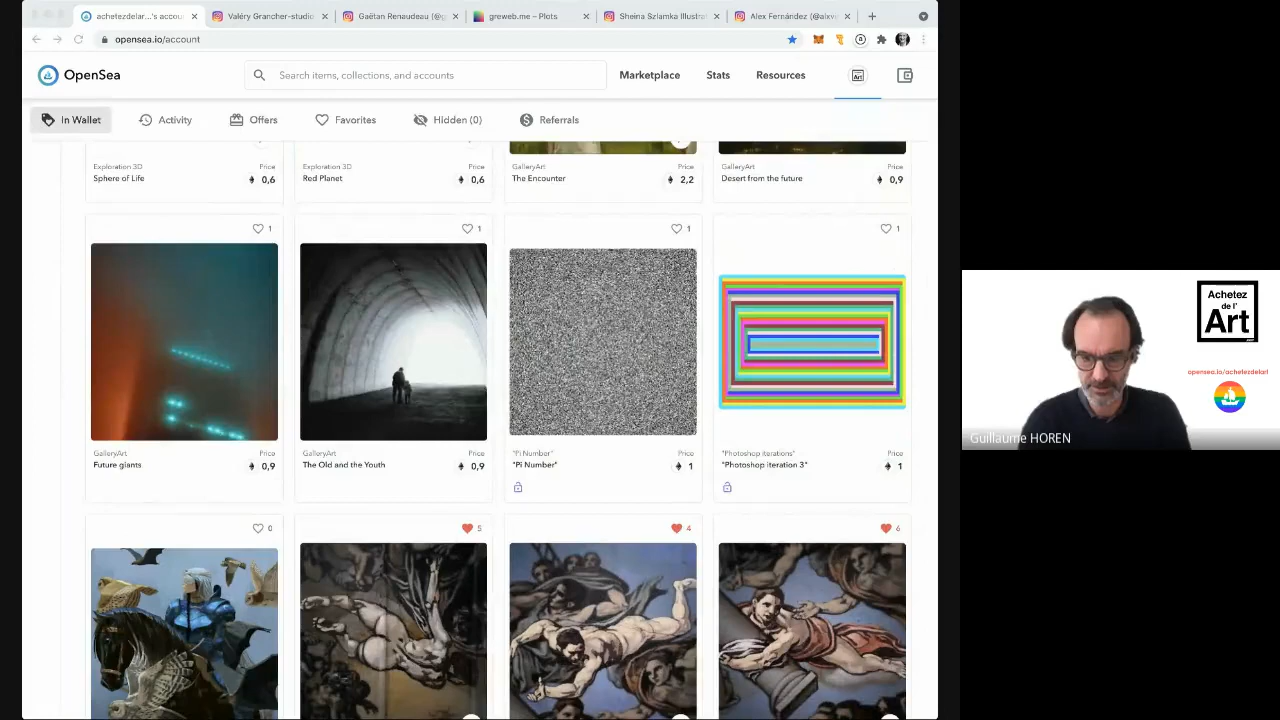 achetezdelar...'s accou
Valéry Grancher-studio
Gaëtan Renaudeau (@g
greweb.me – Plots
Sheina Szlamka Illustrat
Alex Fernández (@alxv
opensea.io/account
OpenSea
Search items, collections, and accounts
Marketplace
Stats
Resources
Art
In Wallet
Activity
Offers
Favorites
Hidden (0)
Referrals
Exploration 3D Price
Sphere of Life 0,6
Exploration 3D Price
Red Planet 0,6
GalleryArt Price
The Encounter 2,2
GalleryArt Price
Desert from the future 0,9
1
1
1
1
GalleryArt Price
Future giants 0,9
GalleryArt Price
The Old and the Youth 0,9
"Pi Number" Price
"Pi Number" 1
"Photoshop iterations" Price
"Photoshop iteration 3" 1
0
5
4
6
Achetez
de l'
Art
opensea.io/achetezdelart
Guillaume HOREN